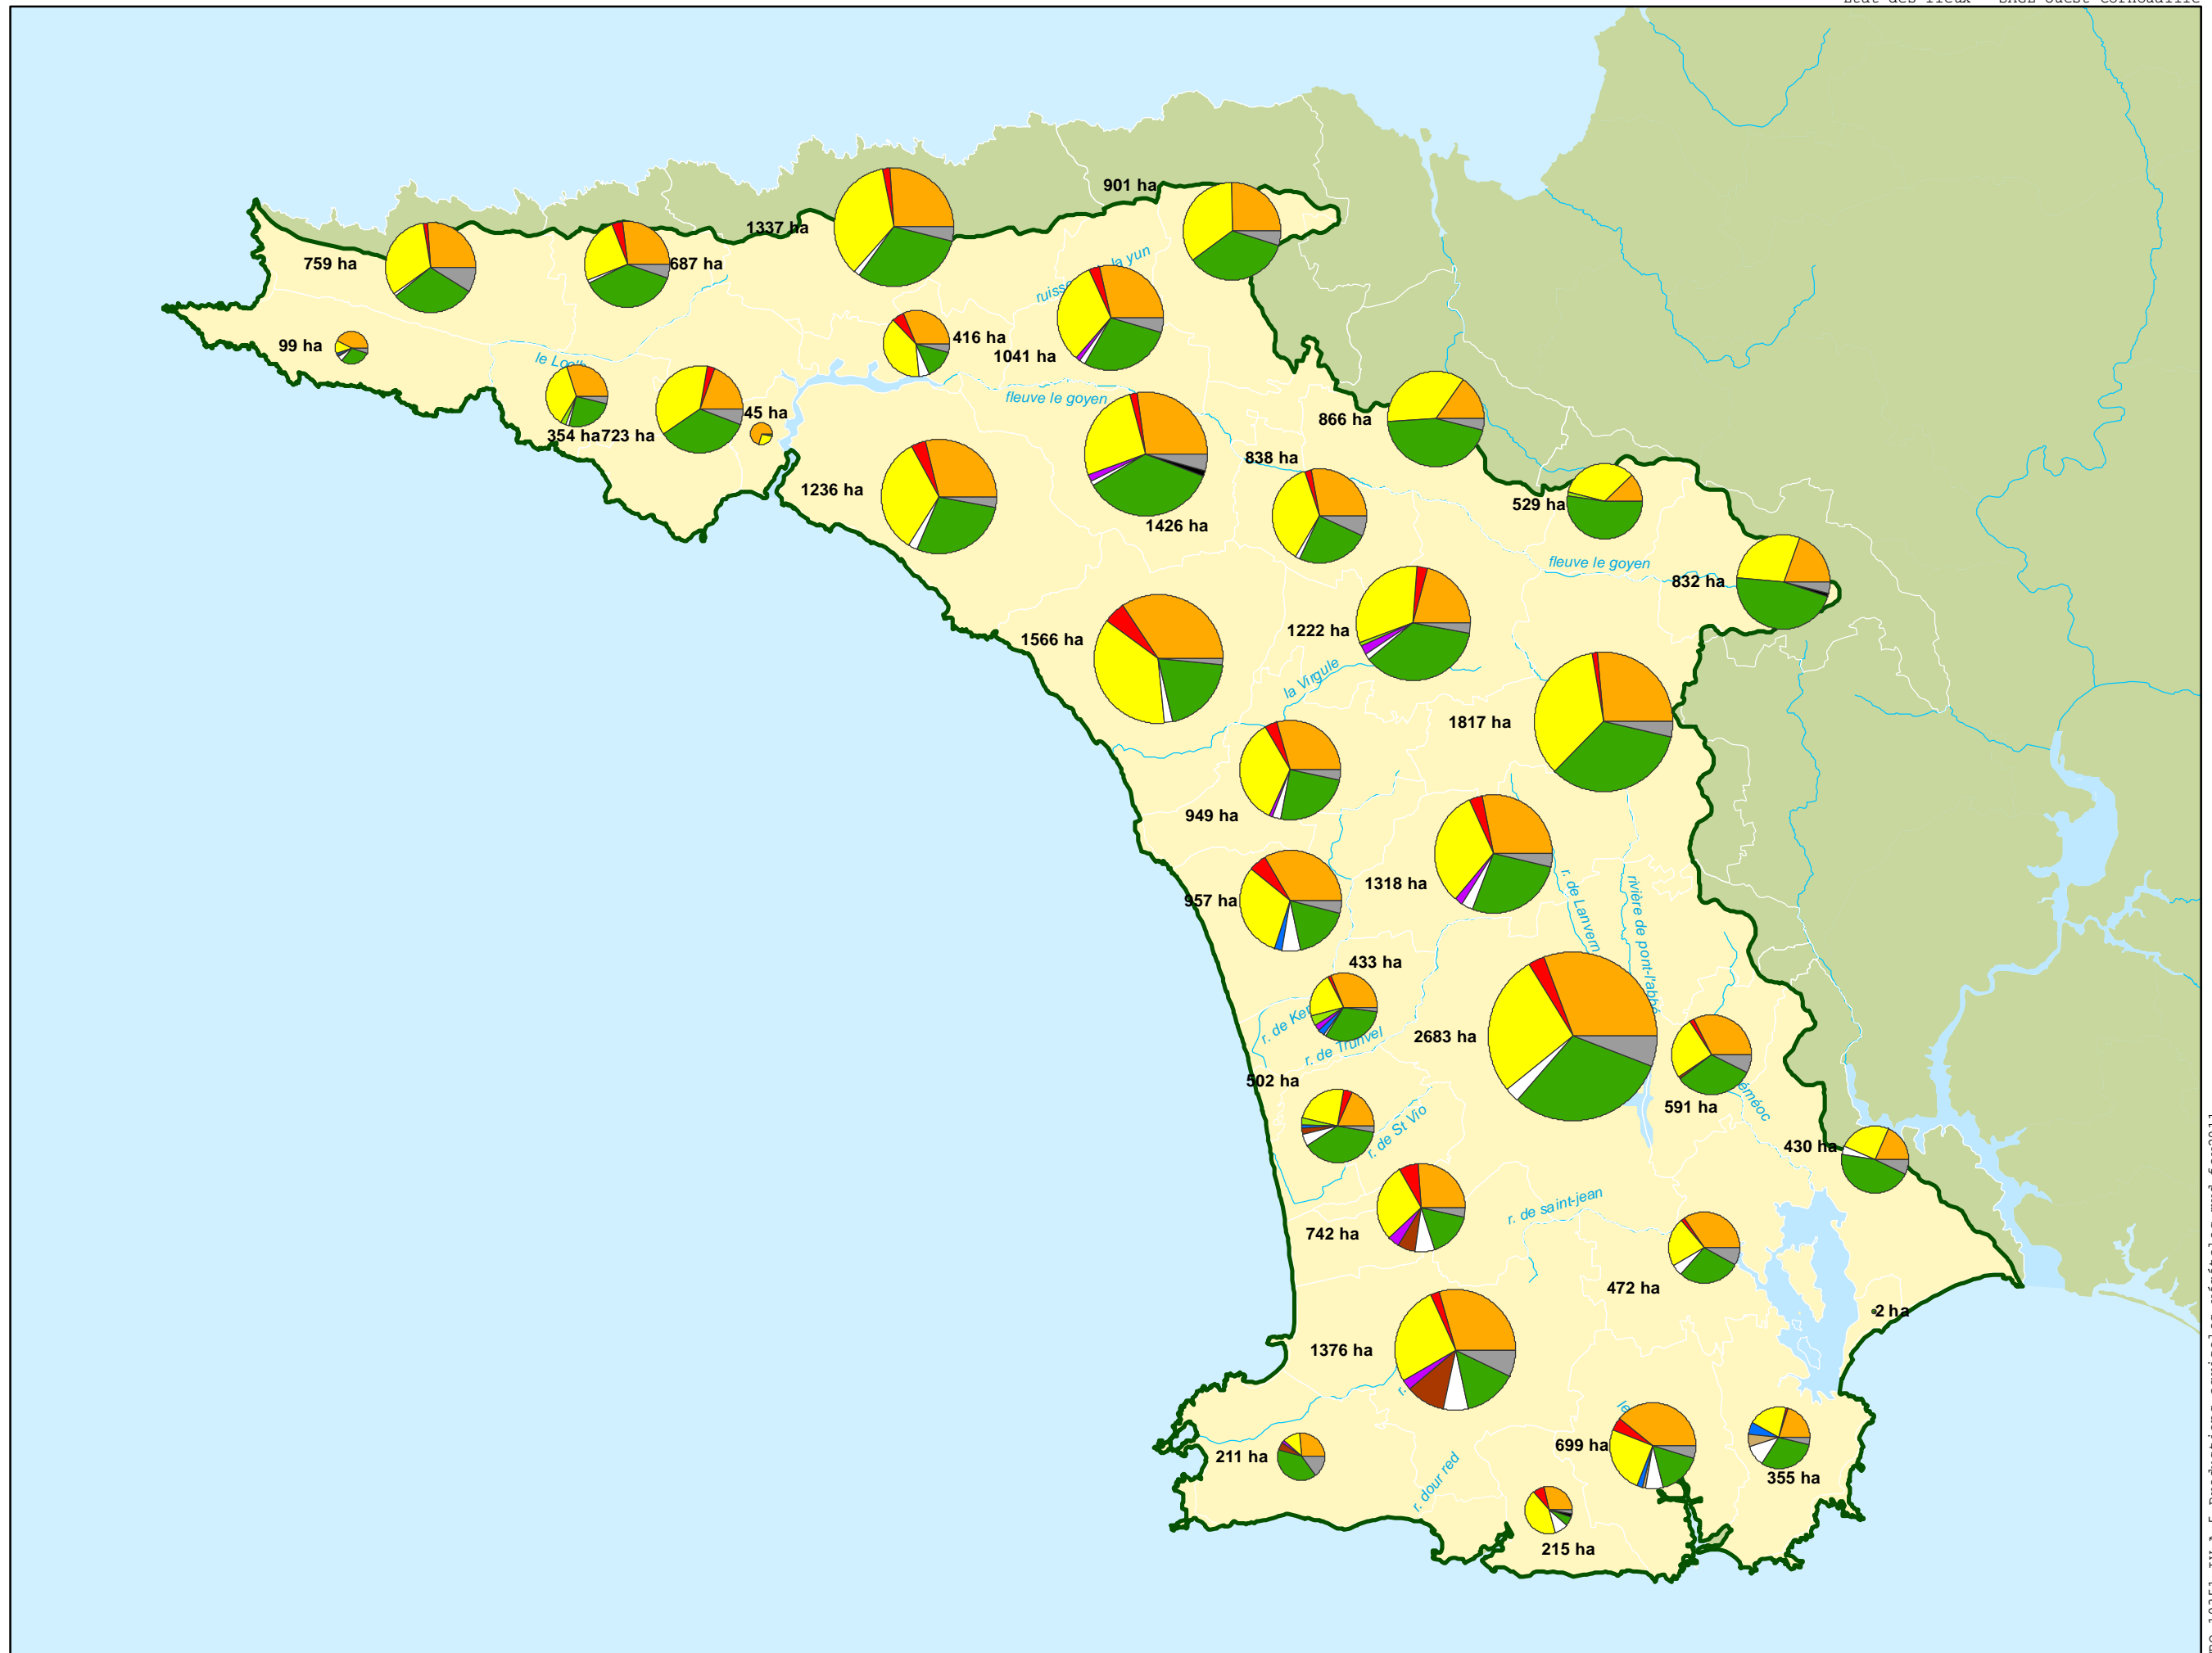 901 ha
1337 ha
759 ha
687 ha
416 ha
99 ha
1041 ha
fleuve le goyen
45 ha
354 ha
723 ha
866 ha
838 ha
1236 ha
1426 ha
529 ha
fleuve le goyen
832 ha
1222 ha
1566 ha
la Virgule
1817 ha
949 ha
1318 ha
957 ha
r. de Lanvern
rivière de pont-l'abbé
433 ha
r. de Ker
r. de Trunvel
2683 ha
502 ha
591 ha
r. de St Vio
430 ha
r. de saint-jean
742 ha
472 ha
2 ha
1376 ha
r.
699 ha
211 ha
355 ha
r. dour red
215 ha